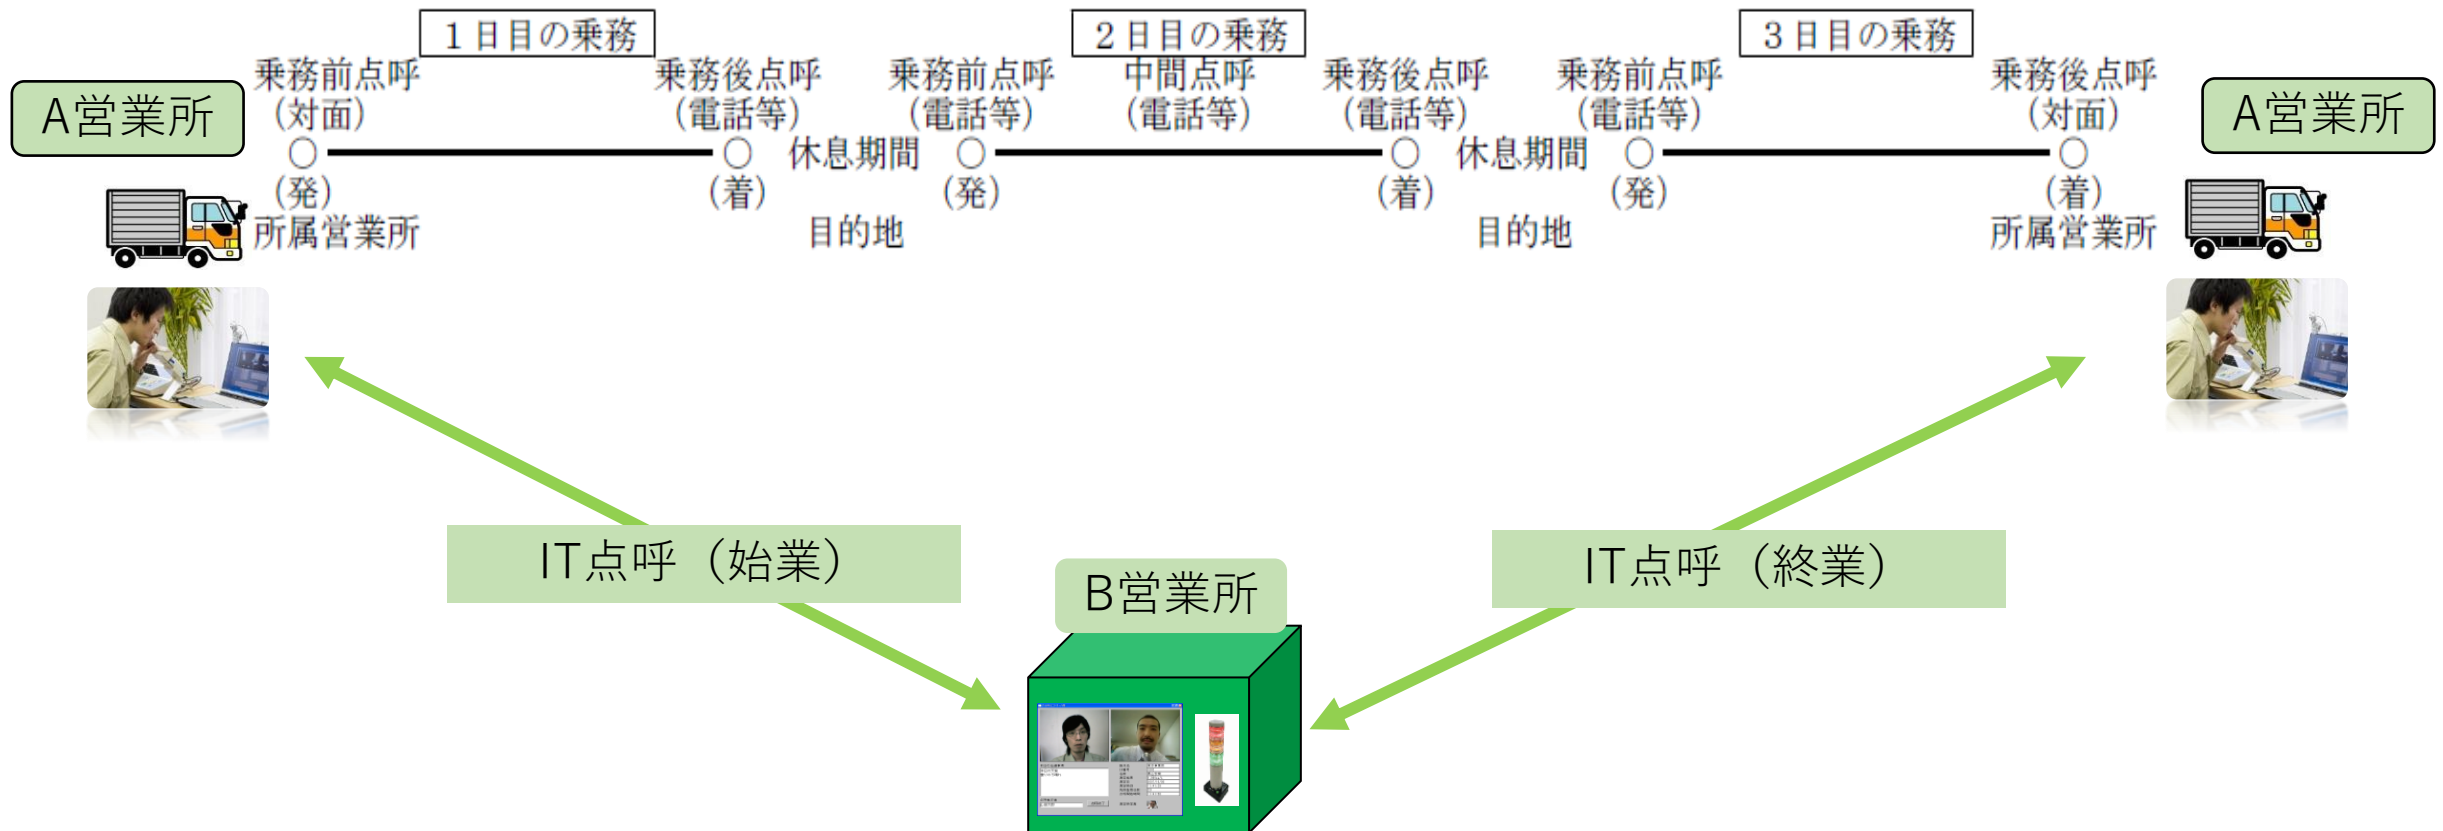 １日目の乗務
２日目の乗務
３日目の乗務
乗務前点呼
乗務後点呼
乗務前点呼
中間点呼
乗務後点呼
乗務前点呼
乗務後点呼
A営業所
(対面)
(電話等)
(電話等)
(電話等)
(電話等)
(電話等)
(対面)
A営業所
休息期間
休息期間
(発)
(着)
(発)
(着)
(発)
(着)
所属営業所
目的地
目的地
所属営業所
IT点呼（始業）
IT点呼（終業）
B営業所